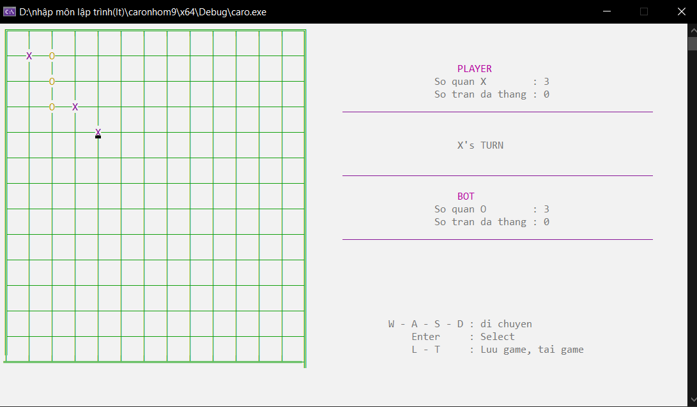 D:\nhập môn lập trình(lt)\caronhom9\x64\Debug\caro.exe
X O
O
O X
X
PLAYER
So quan X : 3
So tran da thang : 0
X's TURN
BOT
So quan O : 3
So tran da thang : 0
W - A - S - D : di chuyen
Enter : Select
L - T : Luu game, tai game